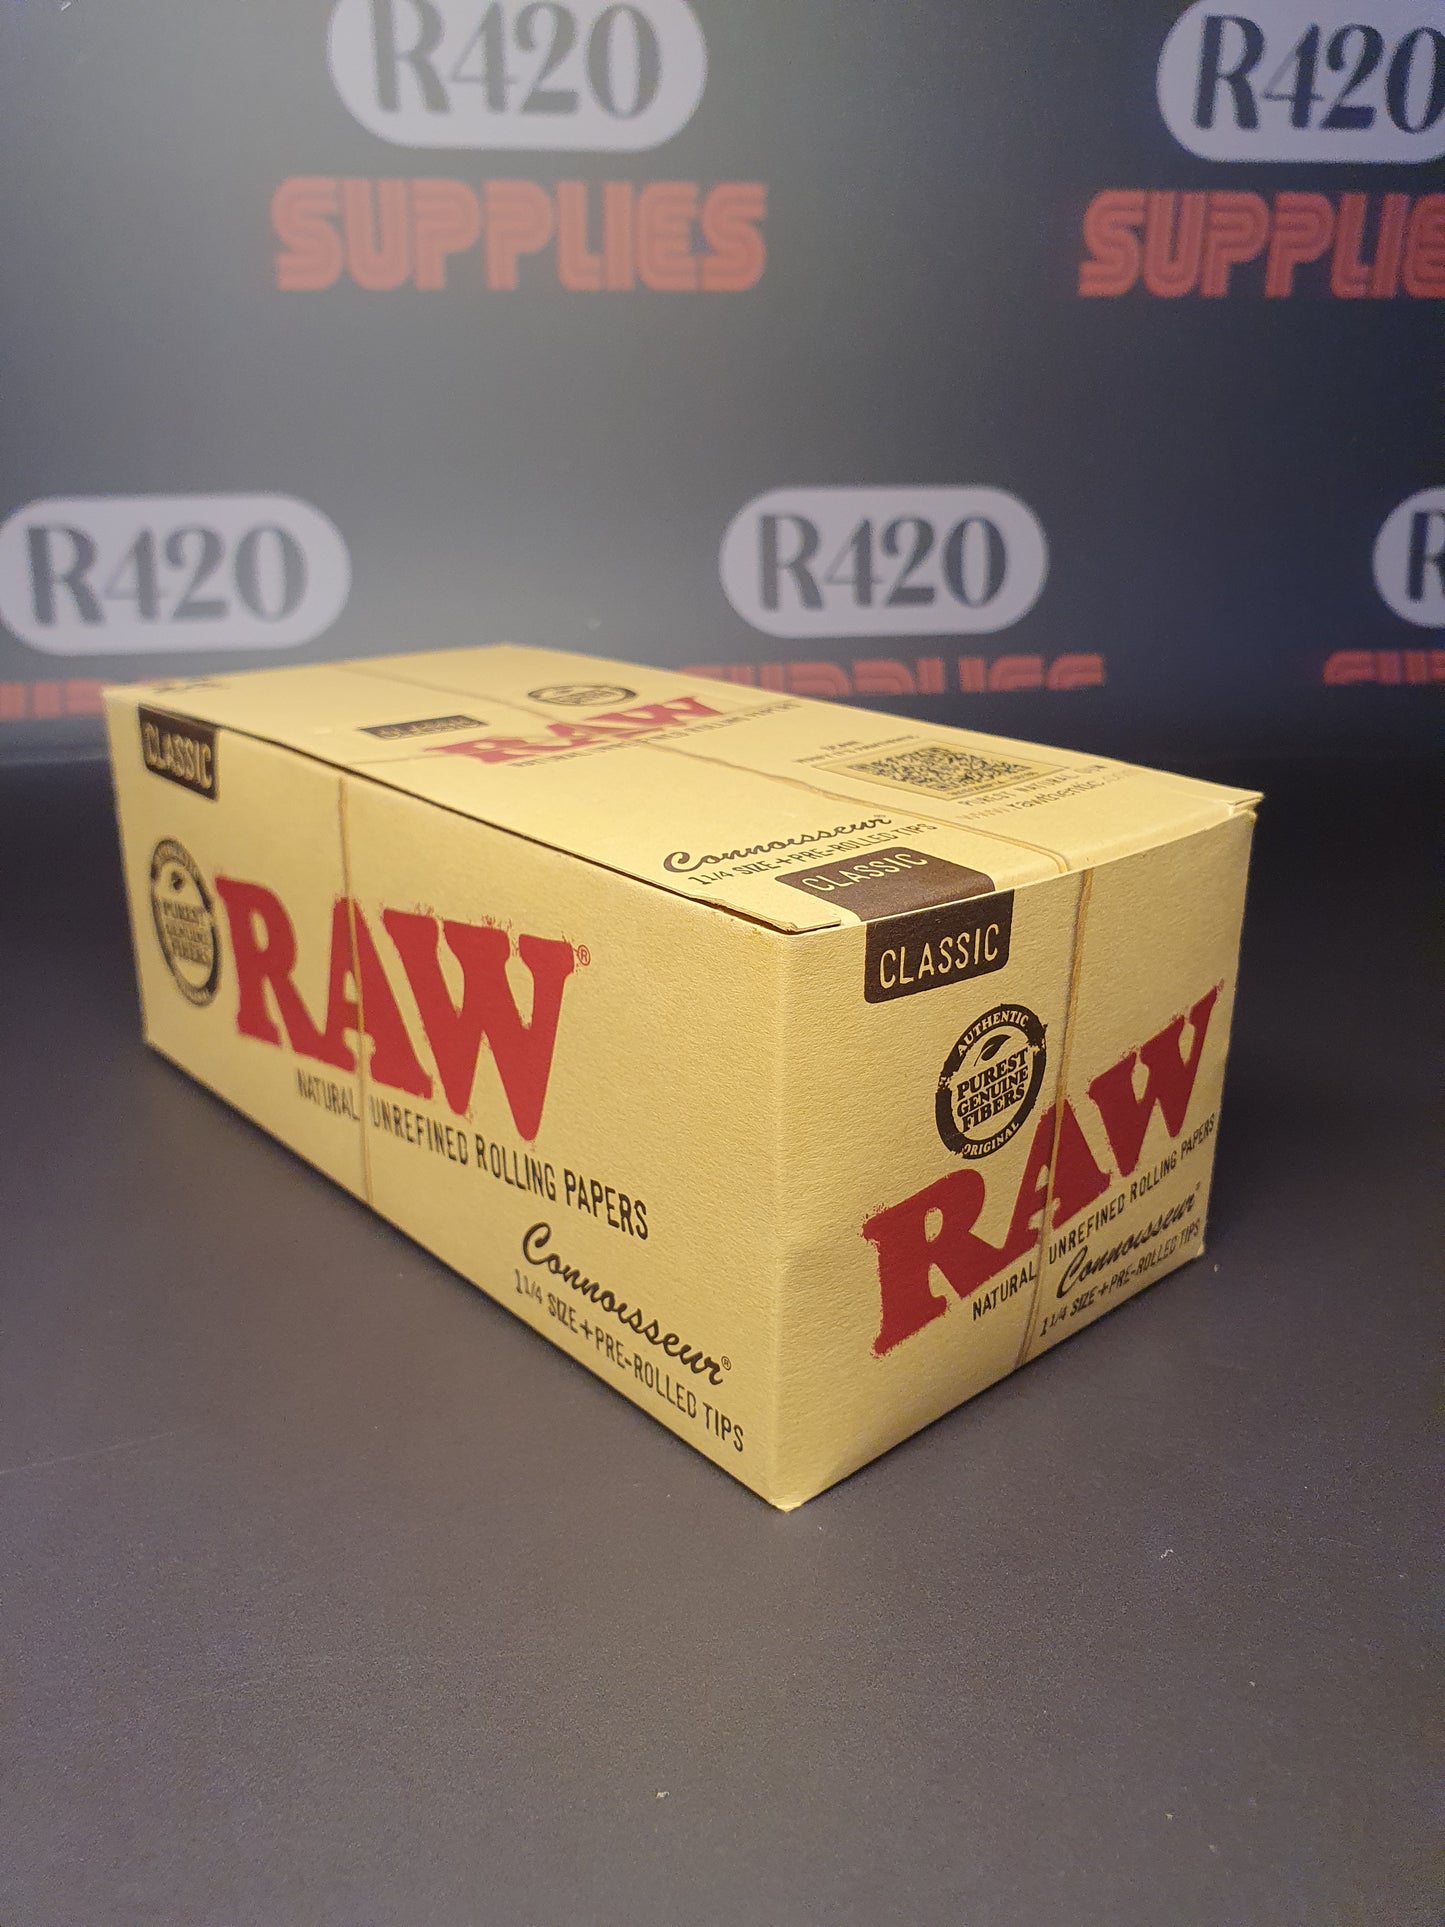 R420
SUPPLIES
R420
SUPPLIE
R420
R420
R
CLASSIC
RAW
Connoisseur
1 1/4 SIZE+PRE-ROLLED TIPS
CLASSIC
CLASSIC
PUREST
GENUINE
FIBERS
RAW®
NATURAL UNREFINED ROLLING PAPERS
Connoisseur®
1 1/4 SIZE+PRE-ROLLED TIPS
CLASSIC
AUTHENTIC
PUREST
GENUINE
FIBERS
ORIGINAL
RAW
NATURAL UNREFINED ROLLING PAPERS
Connoisseur®
1 1/4 SIZE+PRE-ROLLED TIPS